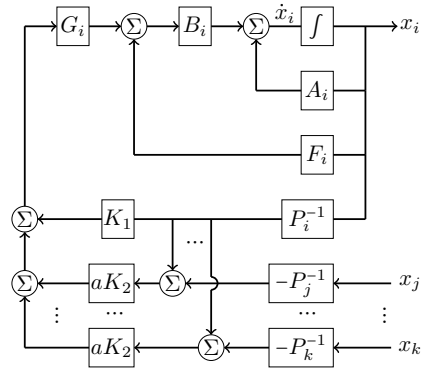 G_i Σ B_i Σ ẋ_i ∫ x_i
A_i
F_i
Σ K_1 P_i^{-1}
...
Σ aK_2 Σ -P_j^{-1} x_j
⋮ ... ... ⋮
aK_2 Σ -P_k^{-1} x_k